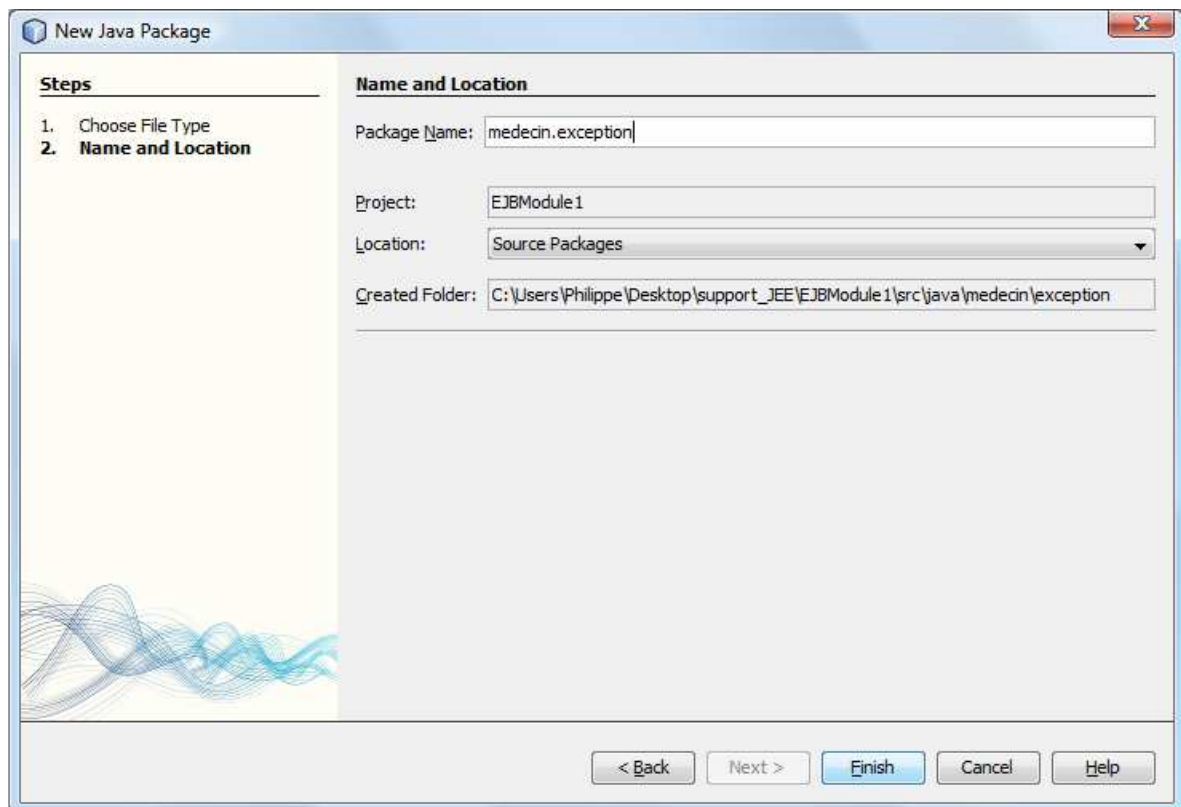 New Java Package
Steps
1. Choose File Type
2. Name and Location
Name and Location
Package Name: medecin.exception
Project: EJBModule1
Location: Source Packages
Created Folder: C:\Users\Philippe\Desktop\support_JEE\EJBModule1\src\java\medecin\exception
< Back Next > Finish Cancel Help